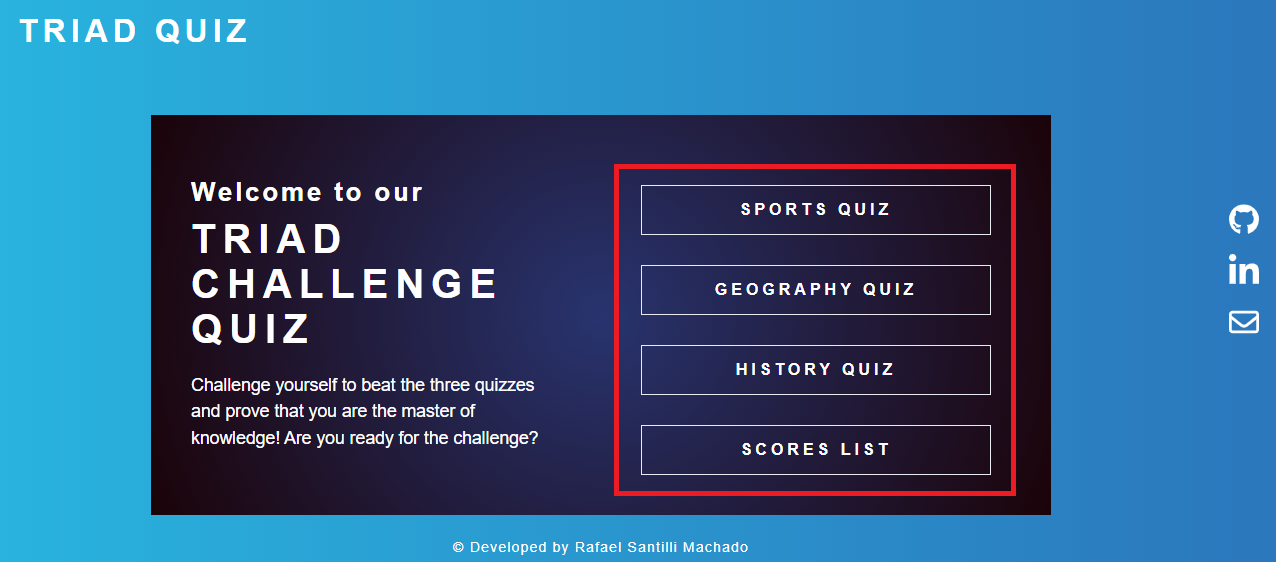 TRIAD QUIZ
Welcome to our
TRIAD
CHALLENGE
QUIZ
Challenge yourself to beat the three quizzes
and prove that you are the master of
knowledge! Are you ready for the challenge?
SPORTS QUIZ
GEOGRAPHY QUIZ
HISTORY QUIZ
SCORES LIST
in
© Developed by Rafael Santilli Machado